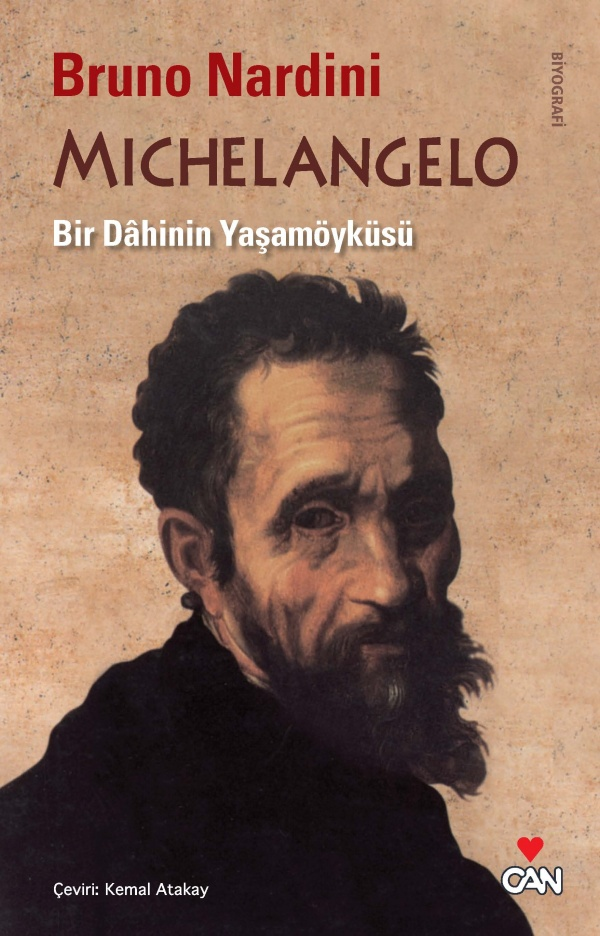 Bruno Nardini
BİYOGRAFİ
MICHELANGELO
Bir Dâhinin Yaşamöyküsü
Çeviri: Kemal Atakay
CAN